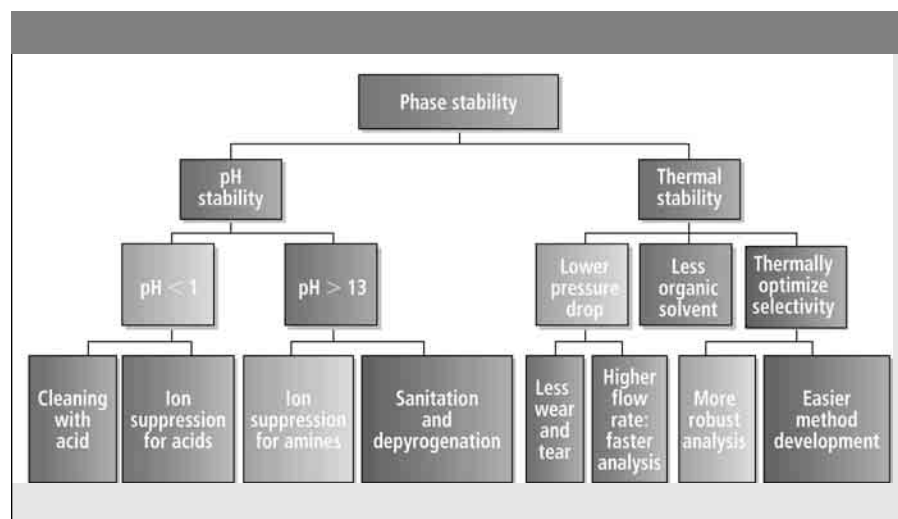 Phase stability
pH
stability
Thermal
stability
pH < 1
pH > 13
Lower
pressure
drop
Less
organic
solvent
Thermally
optimize
selectivity
Cleaning
with
acid
Ion
suppression
for acids
Ion
suppression
for amines
Sanitation
and
depyrogenation
Less
wear
and
tear
Higher
flow
rate:
faster
analysis
More
robust
analysis
Easier
method
development